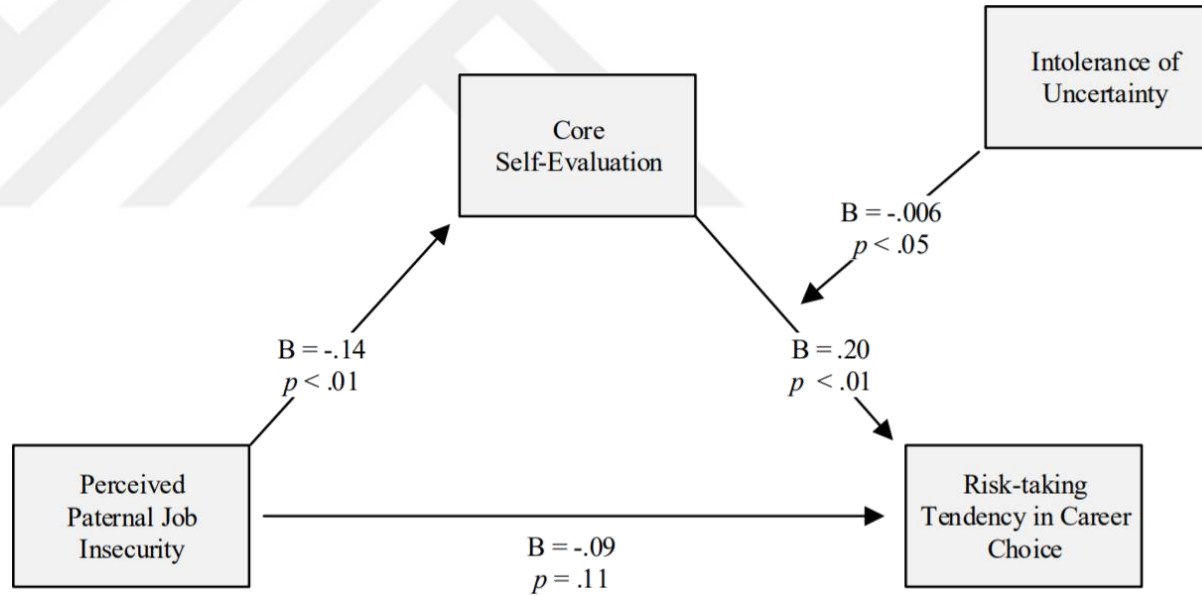 Intolerance of
Uncertainty
Core
Self-Evaluation
B = -.006
p < .05
B = -.14
p < .01
B = .20
p < .01
Perceived
Paternal Job
Insecurity
Risk-taking
Tendency in Career
Choice
B = -.09
p = .11